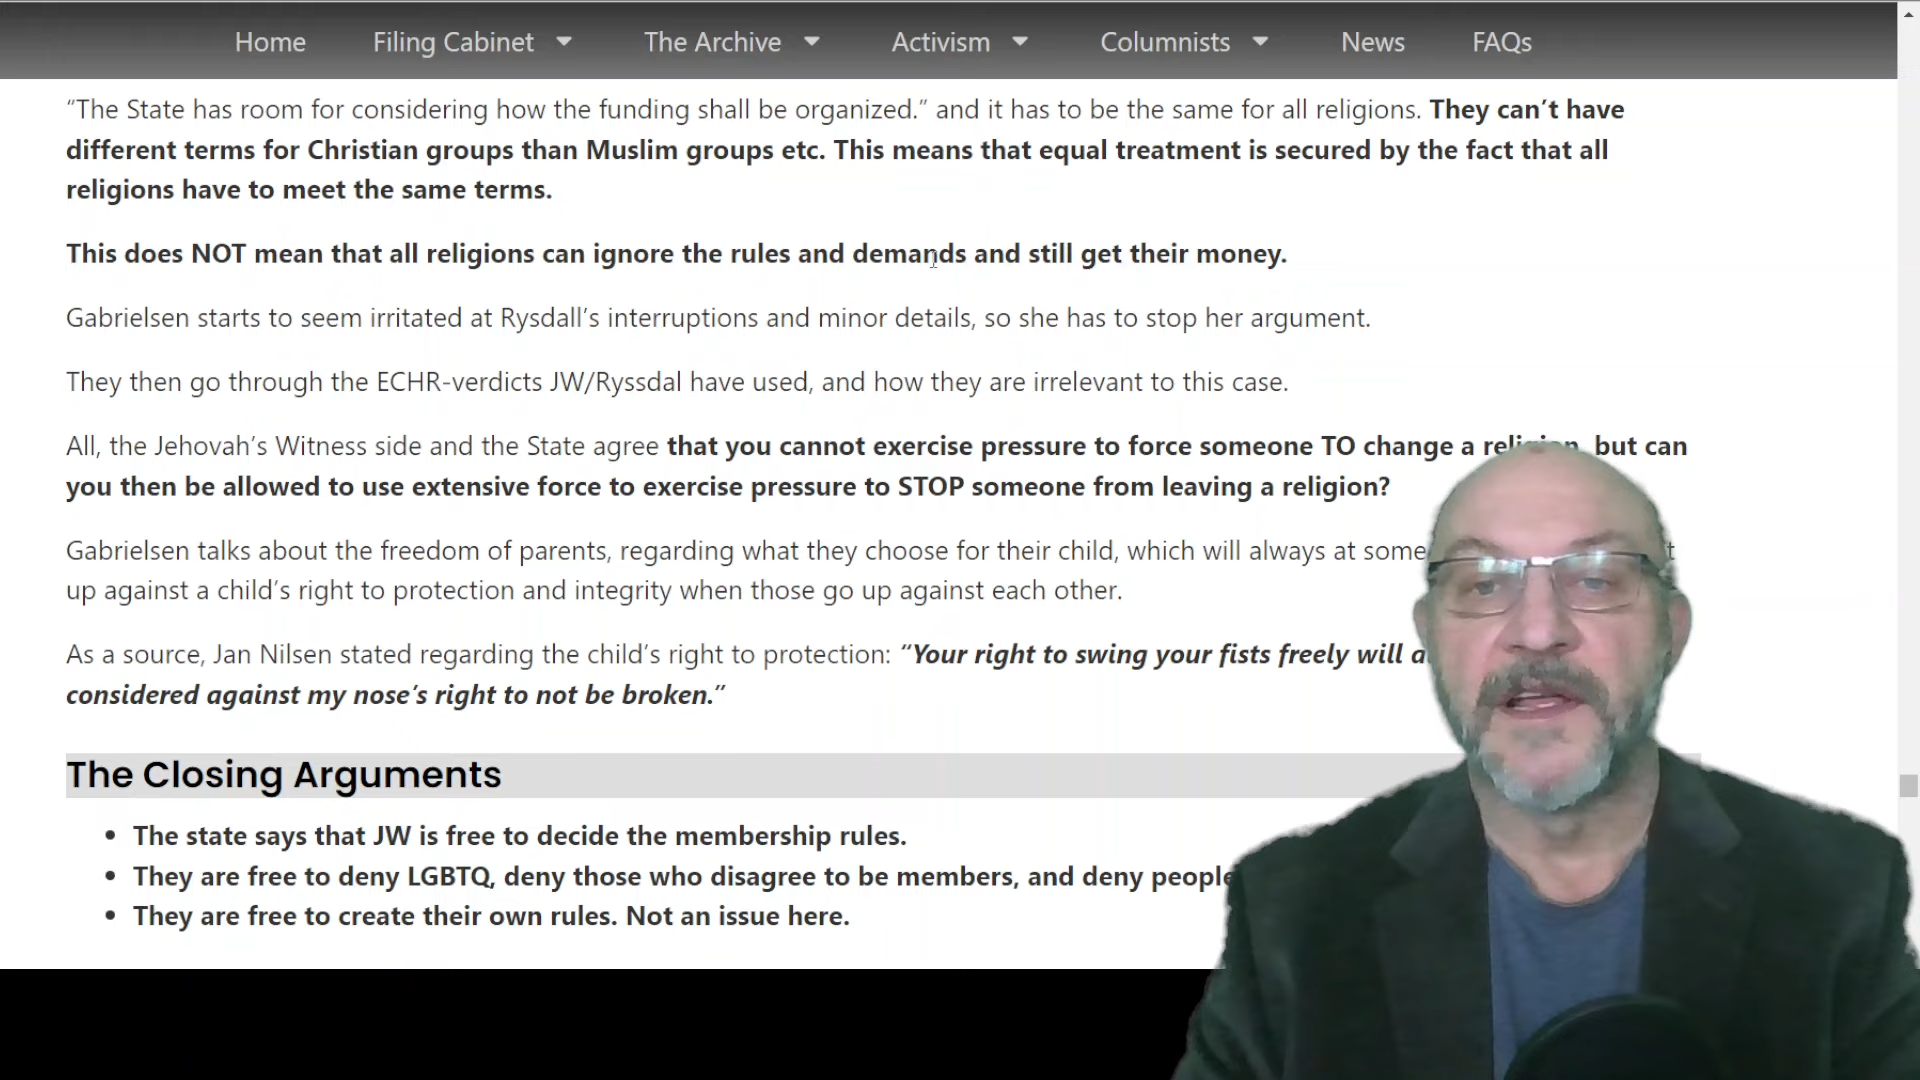 Home Filing Cabinet The Archive Activism Columnists News FAQs
“The State has room for considering how the funding shall be organized.” and it has to be the same for all religions. They can’t have
different terms for Christian groups than Muslim groups etc. This means that equal treatment is secured by the fact that all
religions have to meet the same terms.
This does NOT mean that all religions can ignore the rules and demands and still get their money.
Gabrielsen starts to seem irritated at Rysdall’s interruptions and minor details, so she has to stop her argument.
They then go through the ECHR-verdicts JW/Ryssdal have used, and how they are irrelevant to this case.
All, the Jehovah’s Witness side and the State agree that you cannot exercise pressure to force someone TO change a religion, but can
you then be allowed to use extensive force to exercise pressure to STOP someone from leaving a religion?
Gabrielsen talks about the freedom of parents, regarding what they choose for their child, which will always at some
up against a child’s right to protection and integrity when those go up against each other.
As a source, Jan Nilsen stated regarding the child’s right to protection: “Your right to swing your fists freely will
considered against my nose’s right to not be broken.”
The Closing Arguments
• The state says that JW is free to decide the membership rules.
• They are free to deny LGBTQ, deny those who disagree to be members, and deny people
• They are free to create their own rules. Not an issue here.